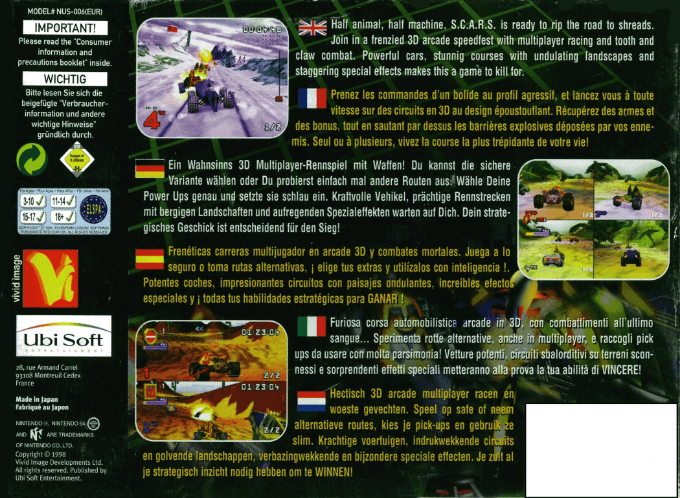 MODEL# NUS-006(EUR)
IMPORTANT!
Please read the "Consumer
information and
precautions booklet" inside.
WICHTIG
Bitte lesen Sie sich die
beigefügte "Verbraucher-
information und andere
wichtige Hinweise"
gründlich durch.
3-10
11-14
15-17
18+
ELSPA
vivid image
Ubi Soft
ENTERTAINMENT
28, rue Armand Carrel
93108 Montreuil Cedex
France
Made in Japan
Fabriqué au Japon
NINTENDO ®, NINTENDO 64
AND ARE TRADEMARKS
OF NINTENDO CO. LTD.
Copyright © 1998
Vivid Image Developments Ltd.
All rights reserved. Published by
Ubi Soft Entertainment.
4
3/2
Half animal, half machine. S.C.A.R.S. is ready to rip the road to shreds.
Join in a frenzied 3D arcade speedfest with multiplayer racing and tooth and
claw combat. Powerful cars, stunnig courses with undulating landscapes and
staggering special effects makes this a game to kill for.
Prenez les commandes d'un bolide au profil agressif, et lancez vous à toute
vitesse sur des circuits en 3D au design époustouflant. Récupérez des armes et
des bonus, tout en sautant par dessus les barrières explosives déposées par vos enne-
mis. Seul ou à plusieurs, vivez la course la plus trépidante de votre vie!
Ein Wahnsinns 3D Multiplayer-Rennspiel mit Waffen! Du kannst die sichere
Variante wählen oder Du probierst einfach mal andere Routen aus. Wähle Deine
Power Ups genau und setzte sie schlau ein. Kraftvolle Vehikel, prächtige Rennstrecken
mit bergigen Landschaften und aufregenden Spezialeffekten warten auf Dich. Dein strate-
gisches Geschick ist entscheidend für den Sieg!
Frenéticas carreras multijugador en arcade 3D y combates mortales. Juega a lo
seguro o toma rutas alternativas, ¡ elige tus extras y utilízalos con inteligencia !.
Potentes coches, impresionantes circuitos con paisajes ondulantes, increíbles efectos
especiales y ¡ todas tus habilidades estratégicas para GANAR !
01:23:04
2/2
01:23:04
2/2
Furiosa corsa automobilistica arcade in 3D, con combattimenti all'ultimo
sangue... Sperimenta rotte alternative, anche in multiplayer, e raccogli pick
ups da usare con molta parsimonia! Vetture potenti, circuiti sbalorditivi su terreni scon-
nessi e sorprendenti effetti speciali metteranno alla prova la tua abilità di VINCERE!
Hectisch 3D arcade multiplayer racen en
woeste gevechten. Speel op safe of neem
alternatieve routes, kies je pick-ups en gebruik ze
slim. Krachtige voertuigen, indrukwekkende circuits
en golvende landschappen, verbazingwekkende en bijzondere speciale effecten. Je zult al
je strategisch inzicht nodig hebben om te WINNEN!